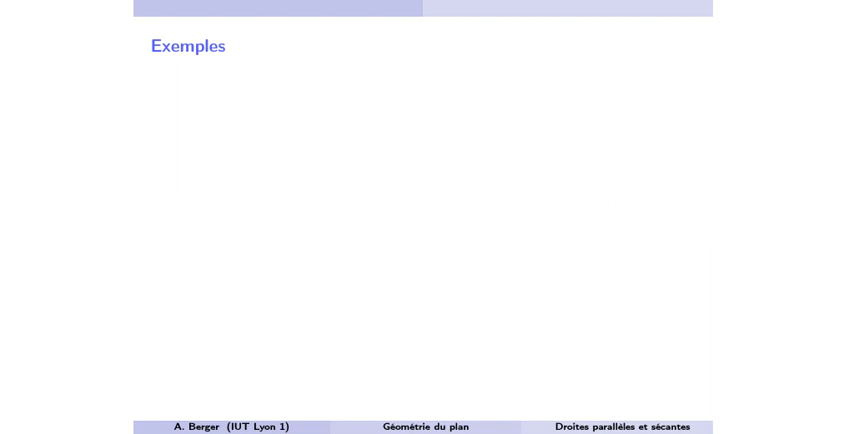 Exemples
A. Berger (IUT Lyon 1)
Géométrie du plan
Droites parallèles et sécantes